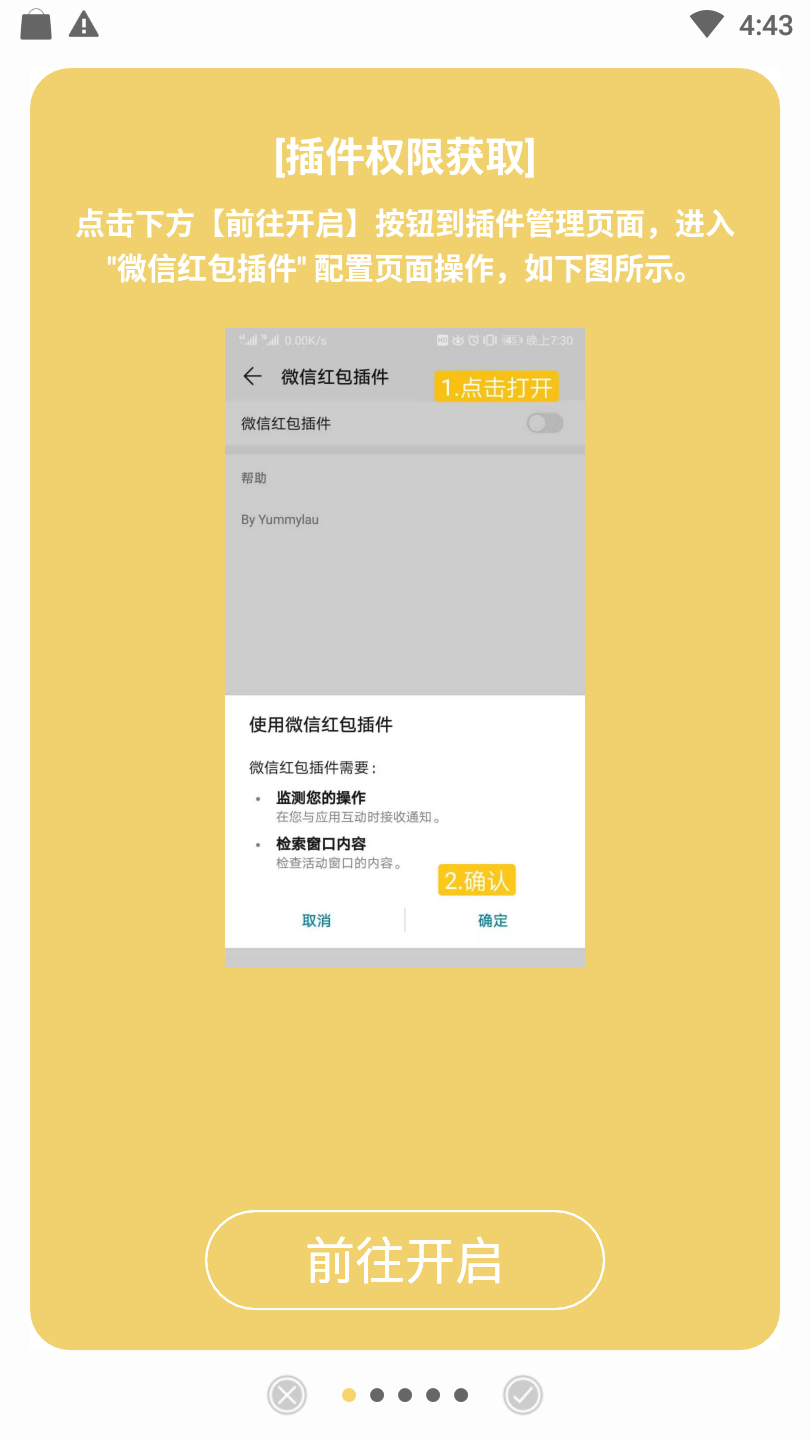 4:43
[插件权限获取]
点击下方【前往开启】按钮到插件管理页面，进入
"微信红包插件" 配置页面操作，如下图所示。
0.00K/s
晚上7:30
微信红包插件
1.点击打开
微信红包插件
帮助
By Yummylau
使用微信红包插件
微信红包插件需要：
监测您的操作
在您与应用互动时接收通知。
检索窗口内容
检查活动窗口的内容。
2.确认
取消
确定
前往开启